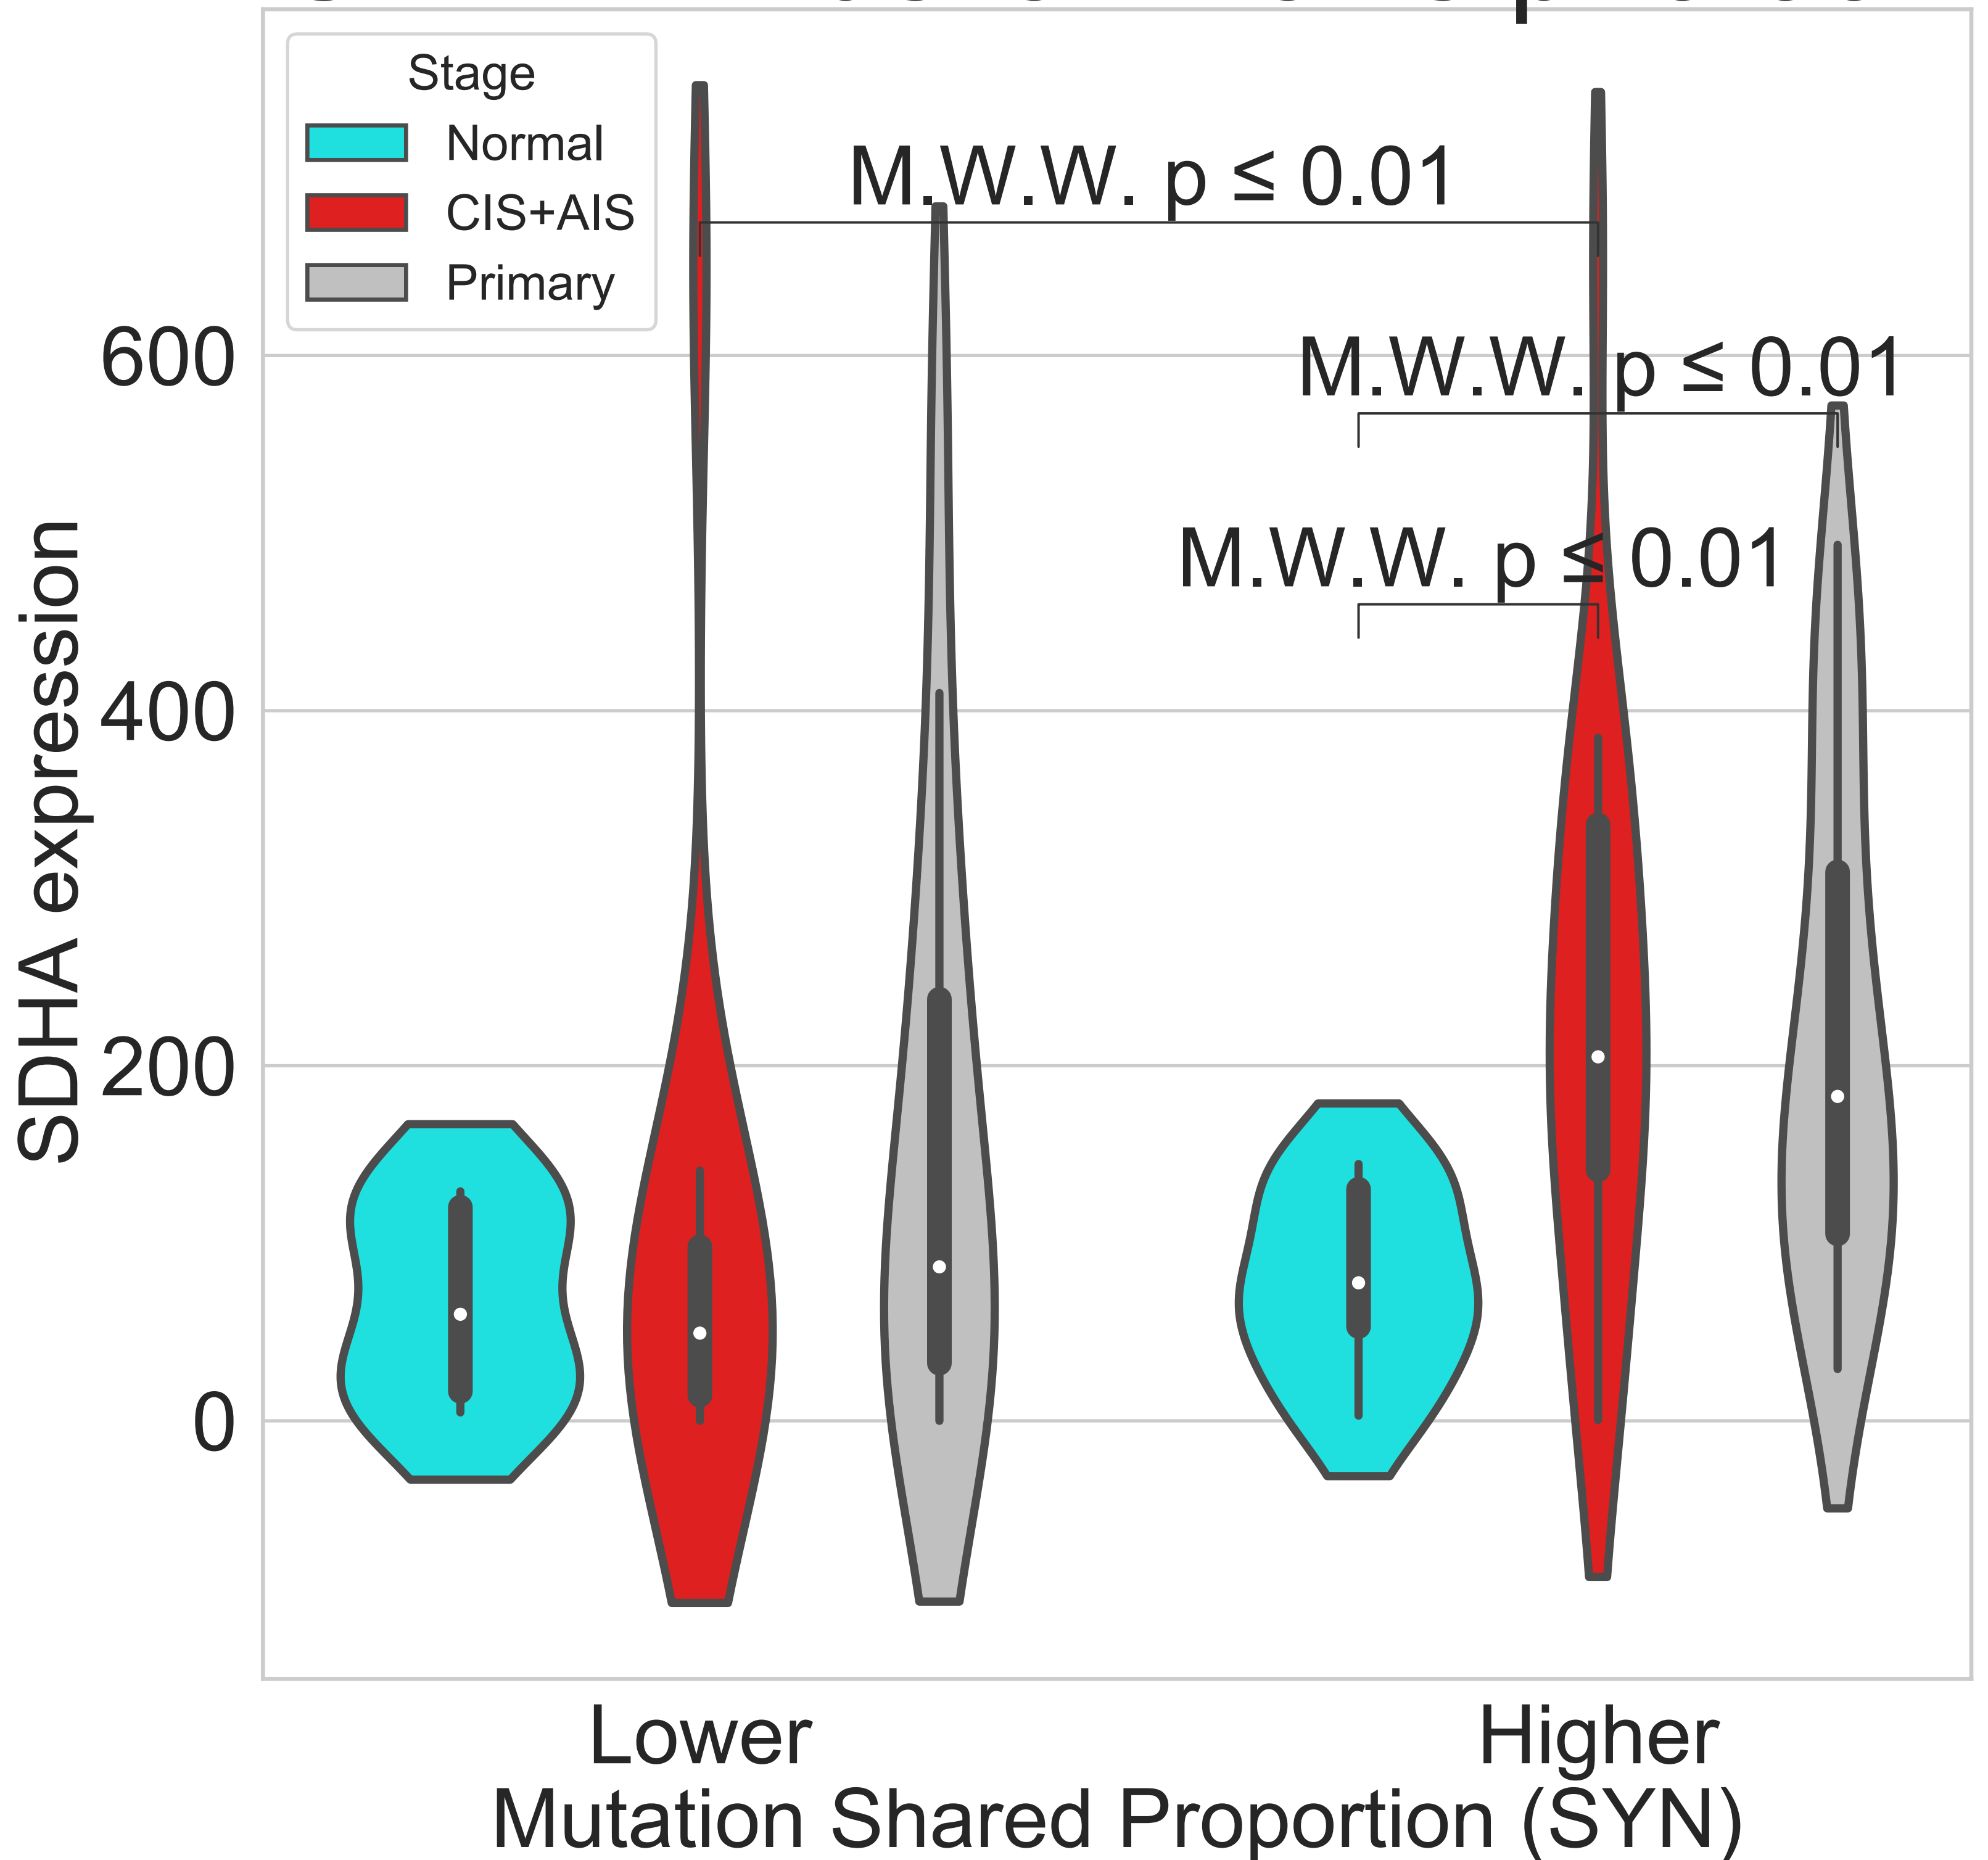 Stage
Normal
CIS+AIS
Primary
M.W.W. p ≤ 0.01
M.W.W. p ≤ 0.01
M.W.W. p ≤ 0.01
600
400
200
0
SDHA expression
Lower
Higher
Mutation Shared Proportion (SYN)